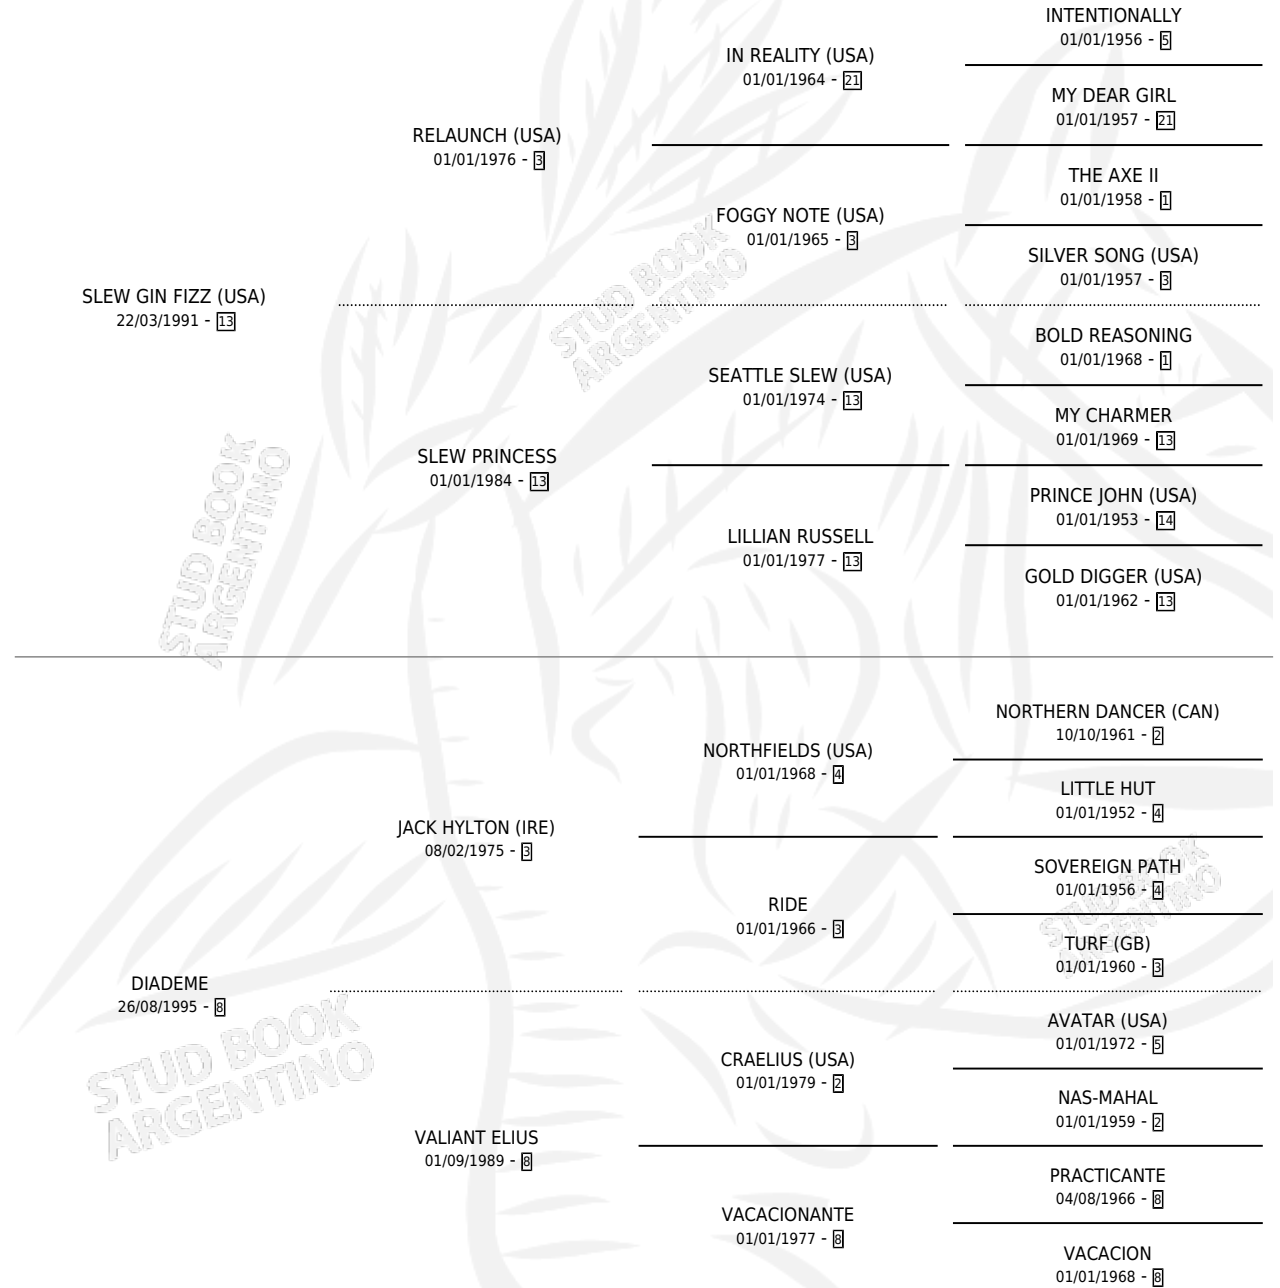 INTENTIONALLY
01/01/1956 - 5
IN REALITY (USA)
01/01/1964 - 21
MY DEAR GIRL
01/01/1957 - 21
RELAUNCH (USA)
01/01/1976 - 3
THE AXE II
01/01/1958 - 1
FOGGY NOTE (USA)
01/01/1965 - 3
SILVER SONG (USA)
01/01/1957 - 3
SLEW GIN FIZZ (USA)
22/03/1991 - 13
BOLD REASONING
01/01/1968 - 1
SEATTLE SLEW (USA)
01/01/1974 - 13
MY CHARMER
01/01/1969 - 13
SLEW PRINCESS
01/01/1984 - 13
PRINCE JOHN (USA)
01/01/1953 - 14
LILLIAN RUSSELL
01/01/1977 - 13
GOLD DIGGER (USA)
01/01/1962 - 13
NORTHERN DANCER (CAN)
10/10/1961 - 2
NORTHFIELDS (USA)
01/01/1968 - 4
LITTLE HUT
01/01/1952 - 4
JACK HYLTON (IRE)
08/02/1975 - 3
SOVEREIGN PATH
01/01/1956 - 4
RIDE
01/01/1966 - 3
TURF (GB)
01/01/1960 - 3
DIADEME
26/08/1995 - 8
AVATAR (USA)
01/01/1972 - 5
CRAELIUS (USA)
01/01/1979 - 2
NAS-MAHAL
01/01/1959 - 2
VALIANT ELIUS
01/09/1989 - 8
PRACTICANTE
04/08/1966 - 8
VACACIONANTE
01/01/1977 - 8
VACACION
01/01/1968 - 8
STUD BOOK
ARGENTINO
STUD BOOK
ARGENTINO
STUD BOOK
ARGENTINO
STUD BOOK
ARGENTINO